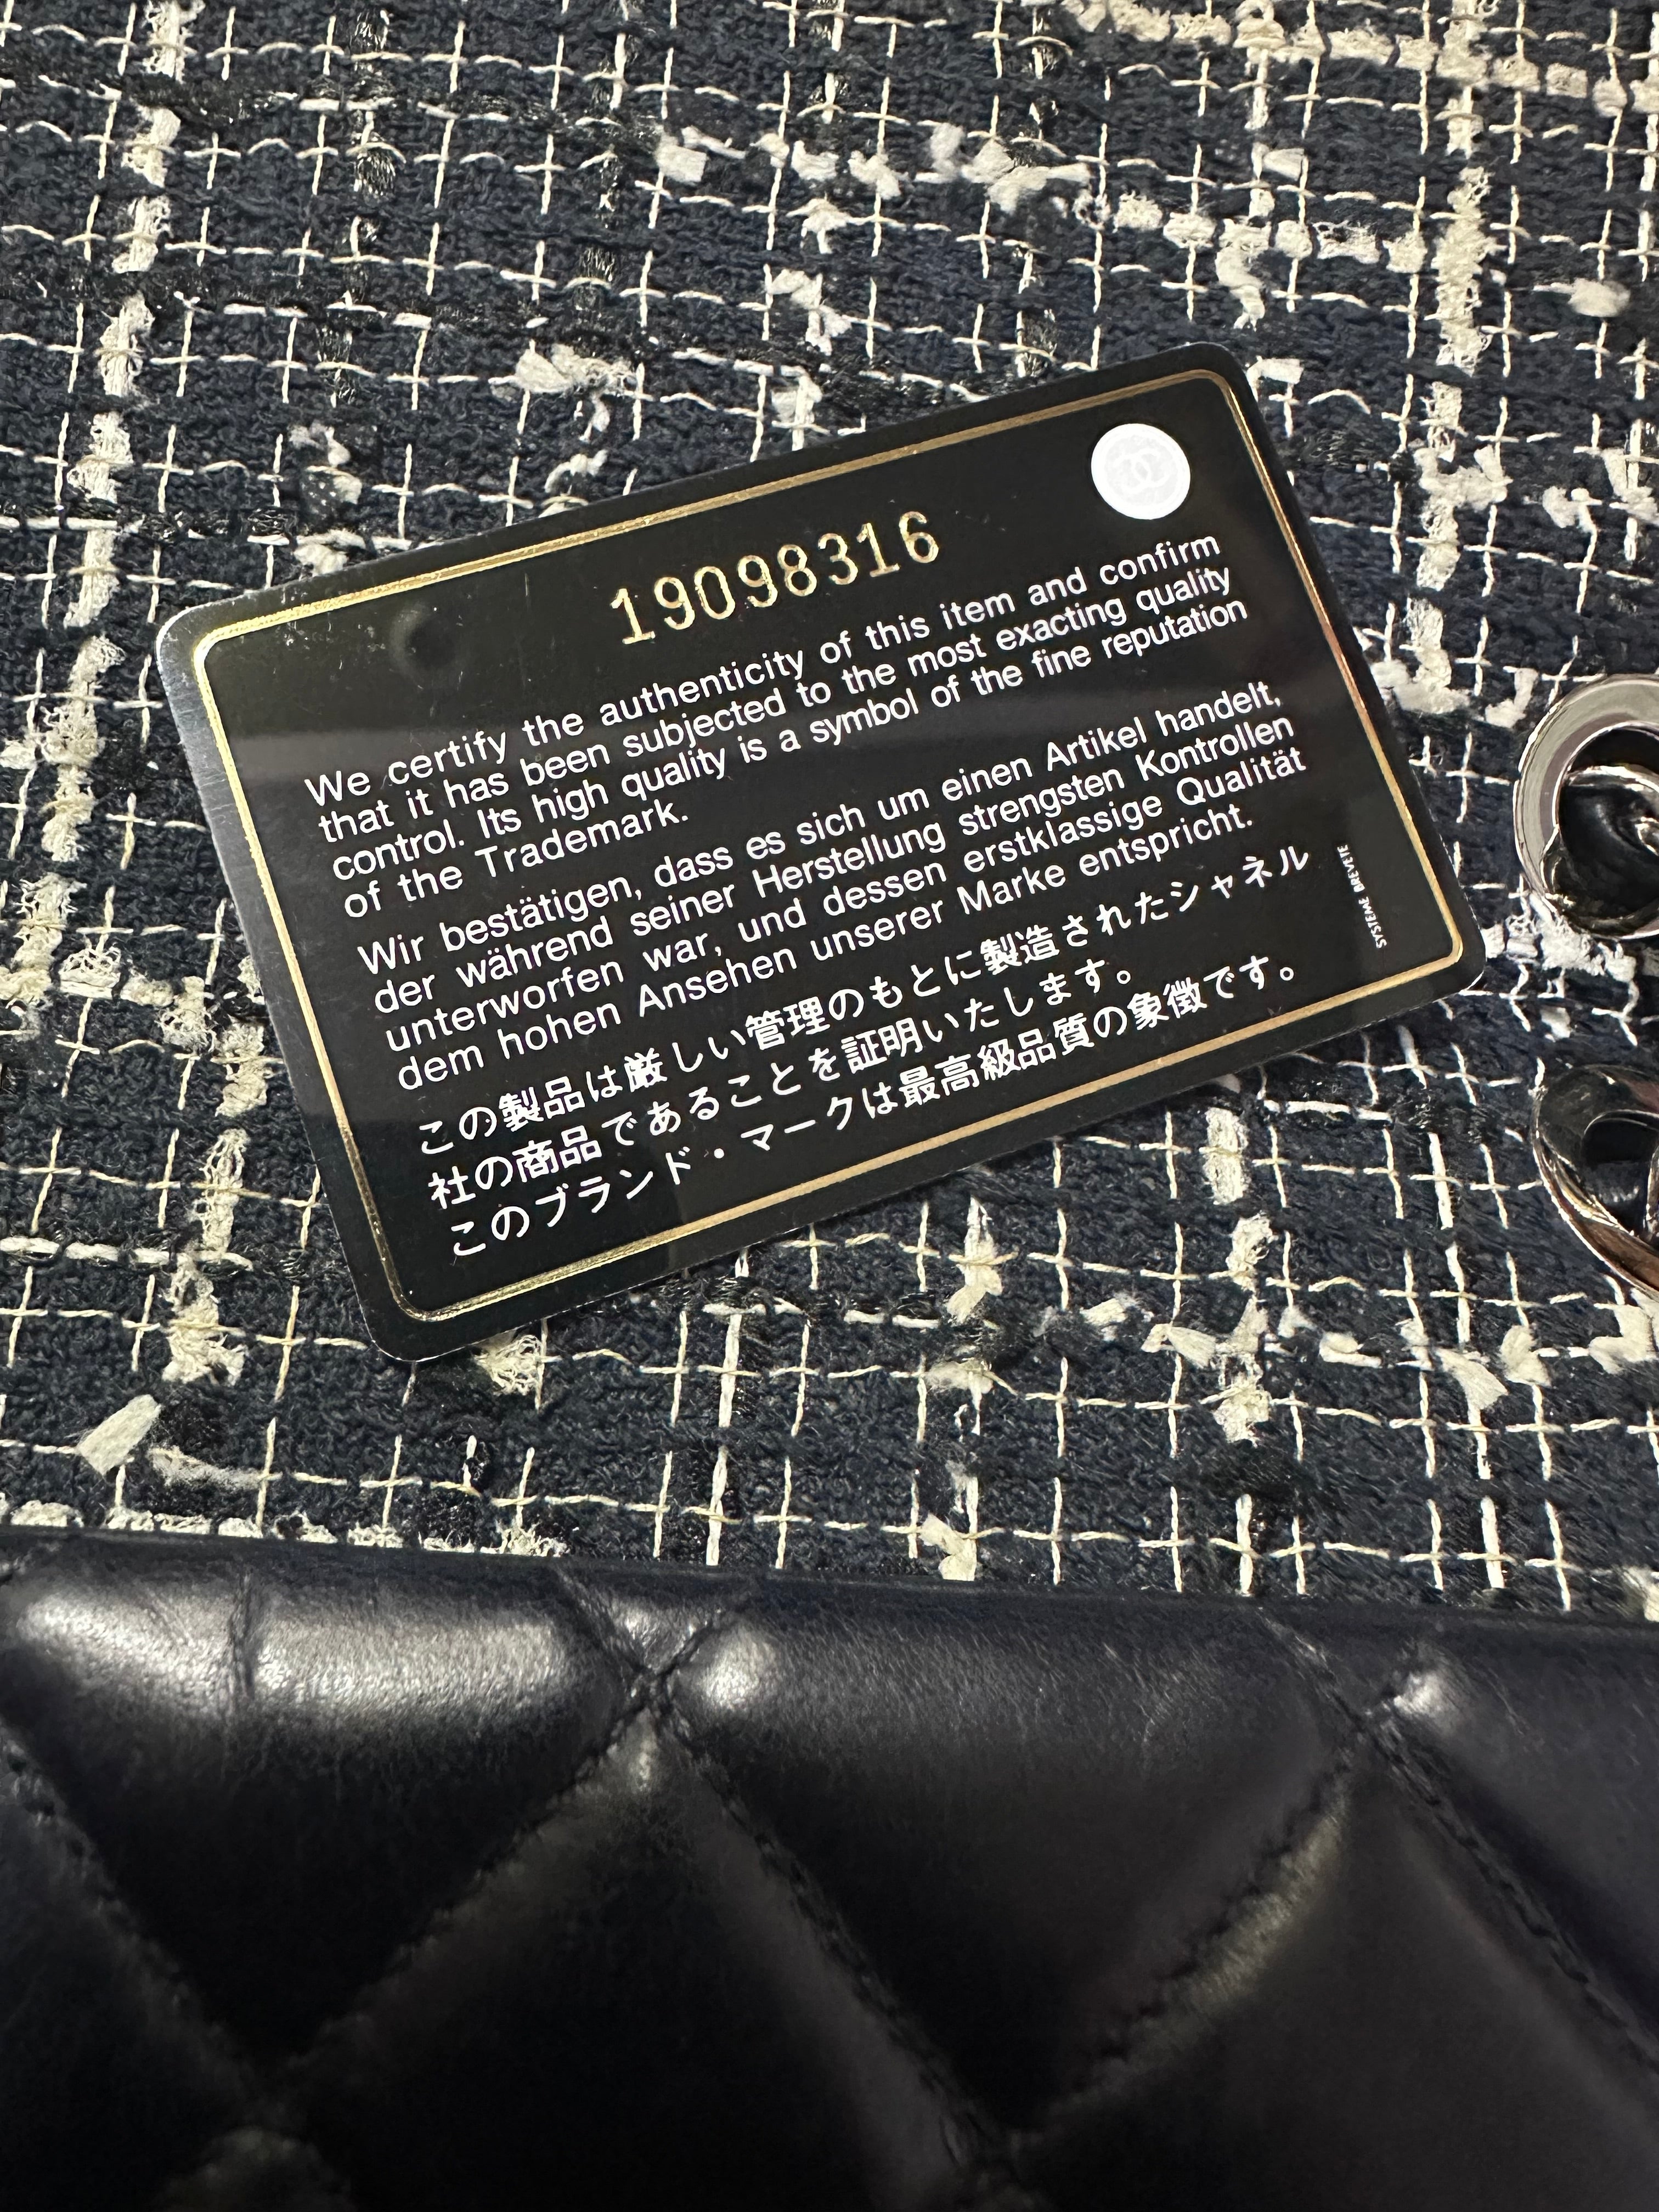 19098316
We certify the authenticity of this item and confirm
that it has been subjected to the most exacting quality
control. Its high quality is a symbol of the fine reputation
of the Trademark.
Wir bestätigen, dass es sich um einen Artikel handelt,
der während seiner Herstellung strengsten Kontrollen
unterworfen war, und dessen erstklassige Qualität
dem hohen Ansehen unserer Marke entspricht.
この製品は厳しい管理のもとに製造されたシャネル
社の商品であることを証明いたします。
このブランド・マークは最高級品質の象徴です。
SYSTEME BREVETE